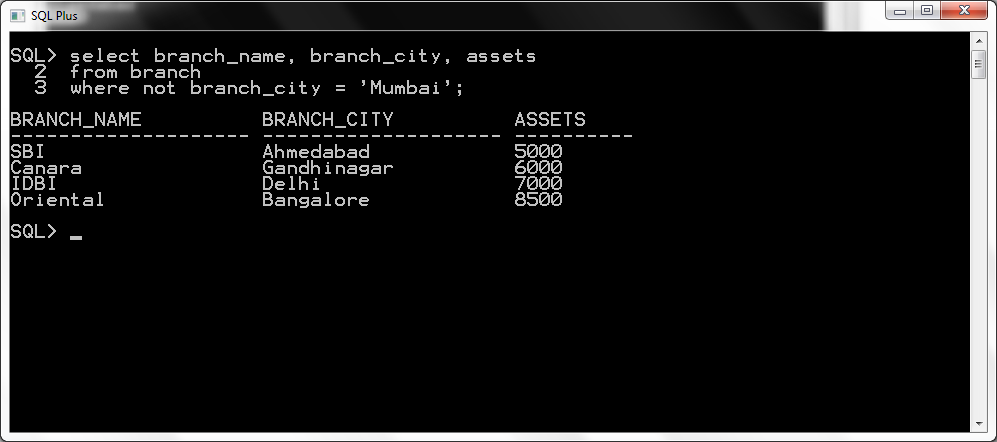 SQL Plus
SQL> select branch_name, branch_city, assets
2 from branch
3 where not branch_city = 'Mumbai';
BRANCH_NAME BRANCH_CITY ASSETS
-------------------- -------------------- ----------
SBI Ahmedabad 5000
Canara Gandhinagar 6000
IDBI Delhi 7000
Oriental Bangalore 8500
SQL> _